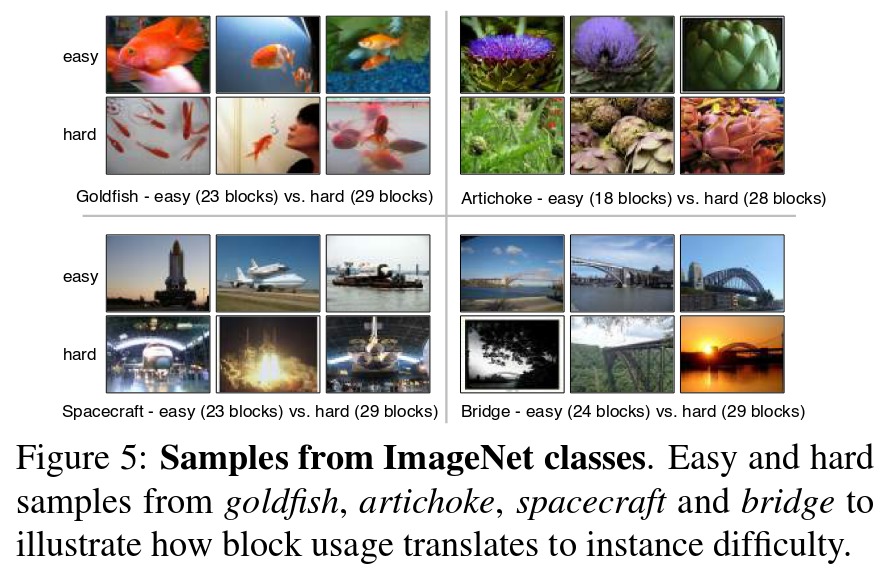 easy
hard
Goldfish - easy (23 blocks) vs. hard (29 blocks)
easy
hard
Artichoke - easy (18 blocks) vs. hard (28 blocks)
easy
hard
Spacecraft - easy (23 blocks) vs. hard (29 blocks)
Bridge - easy (24 blocks) vs. hard (29 blocks)
Figure 5: Samples from ImageNet classes. Easy and hard
samples from goldfish, artichoke, spacecraft and bridge to
illustrate how block usage translates to instance difficulty.